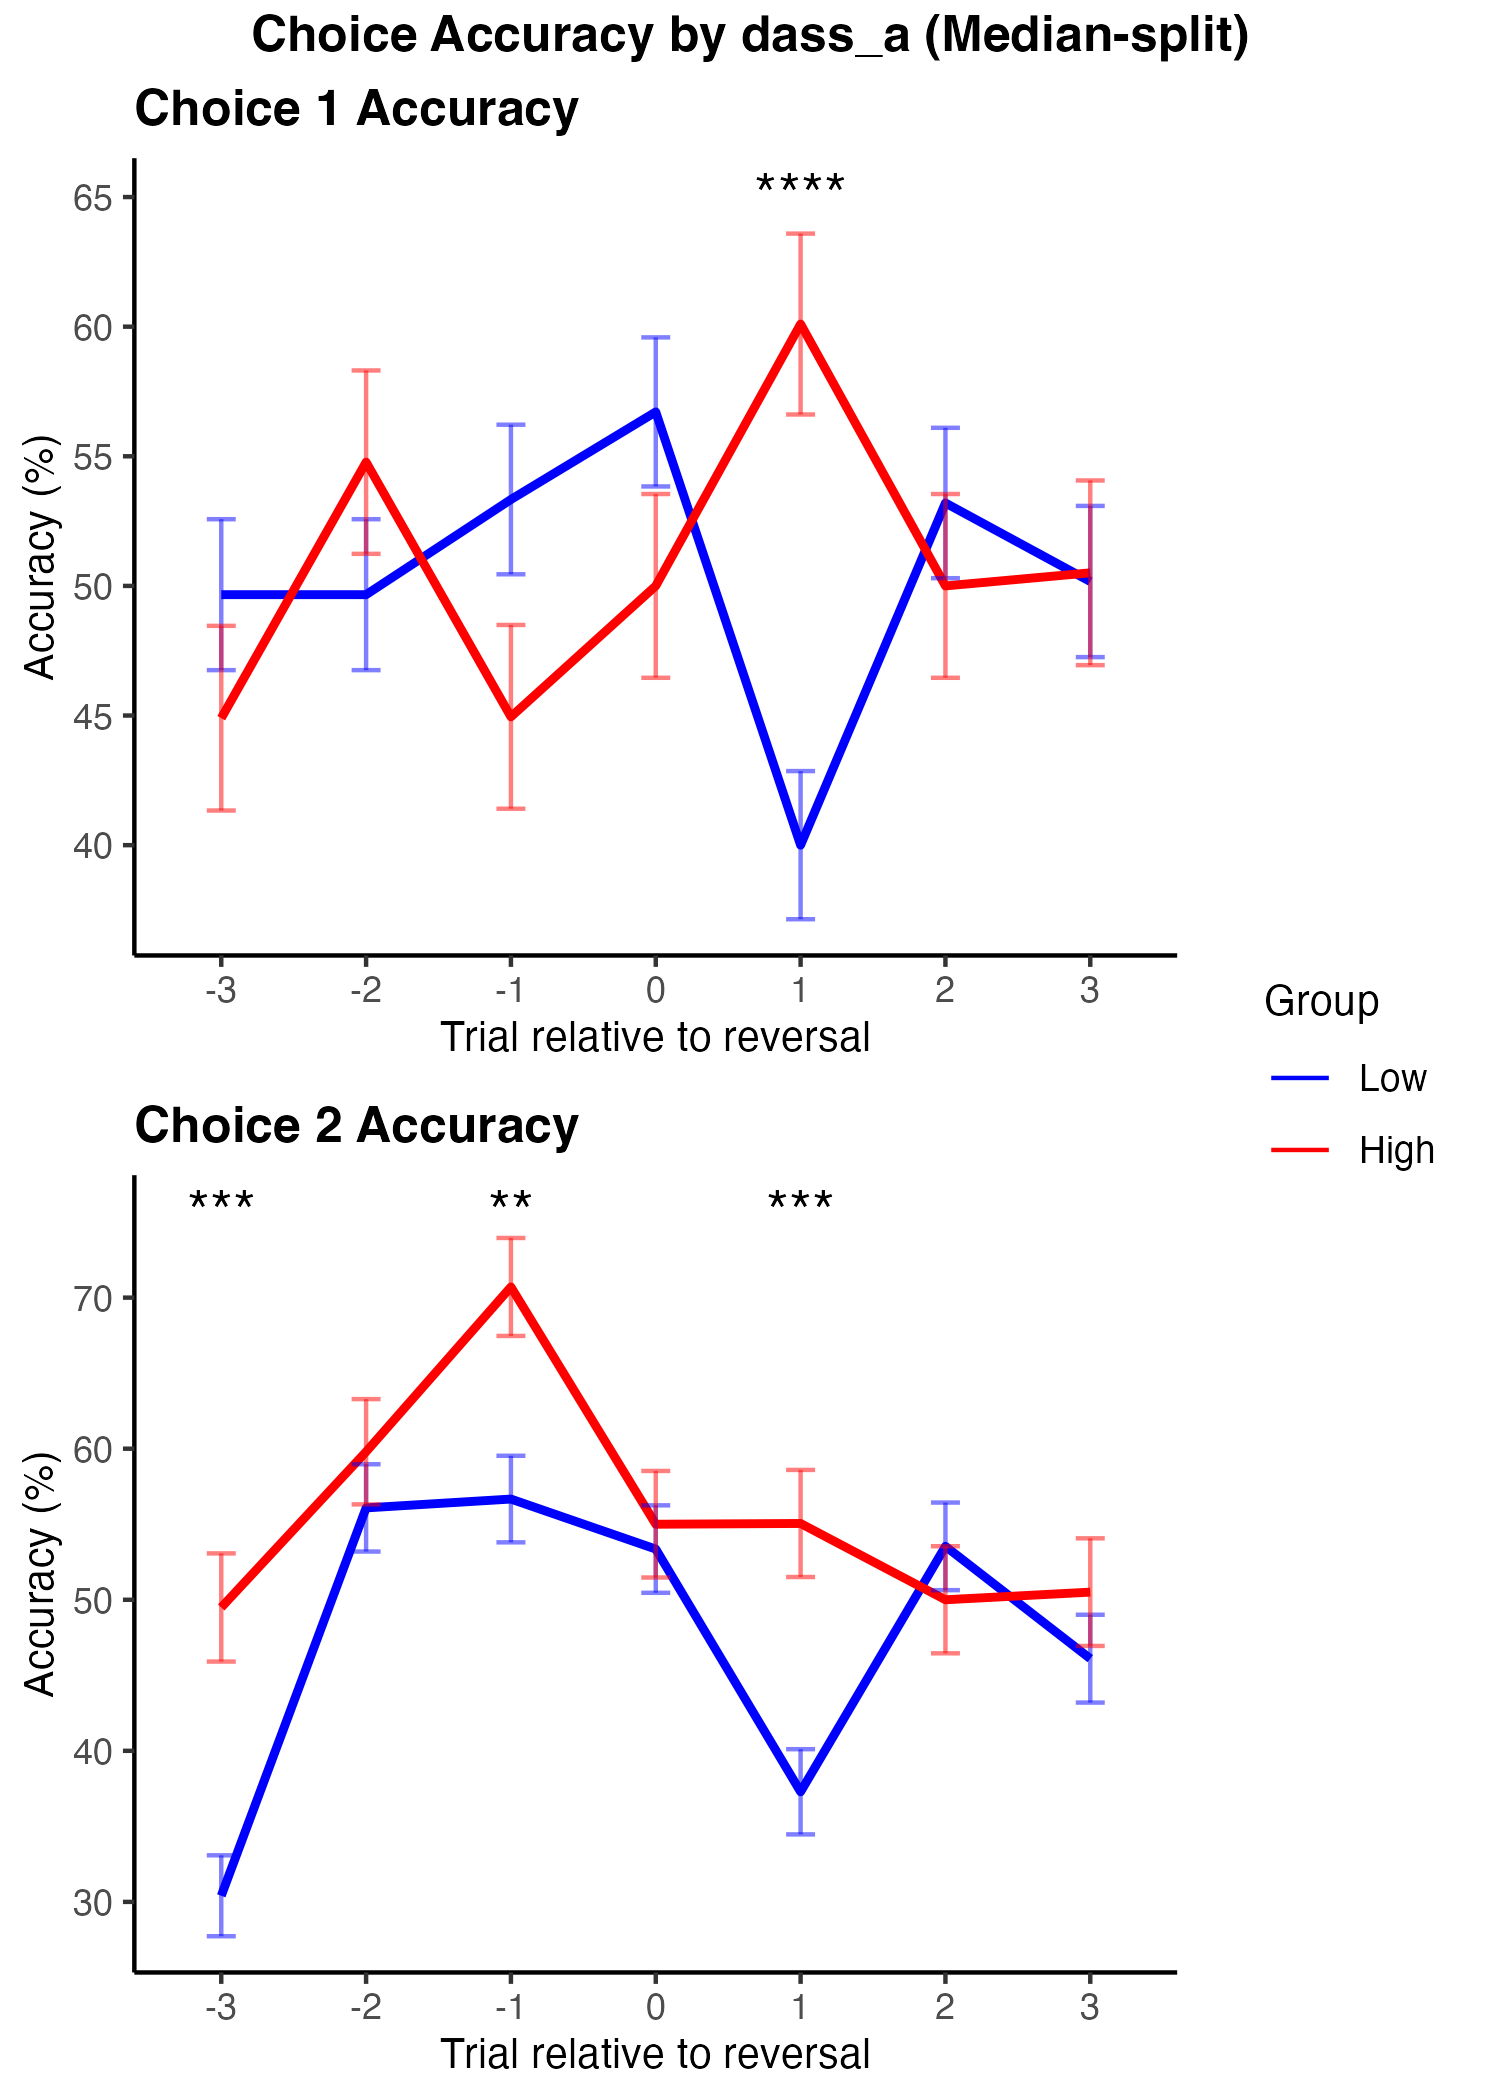 Choice Accuracy by dass_a (Median-split)
Choice 1 Accuracy
****
65
60
55
50
45
40
Accuracy (%)
-3 -2 -1 0 1 2 3
Trial relative to reversal
Group
Low
High
Choice 2 Accuracy
*** ** ***
70
60
50
40
30
Accuracy (%)
-3 -2 -1 0 1 2 3
Trial relative to reversal